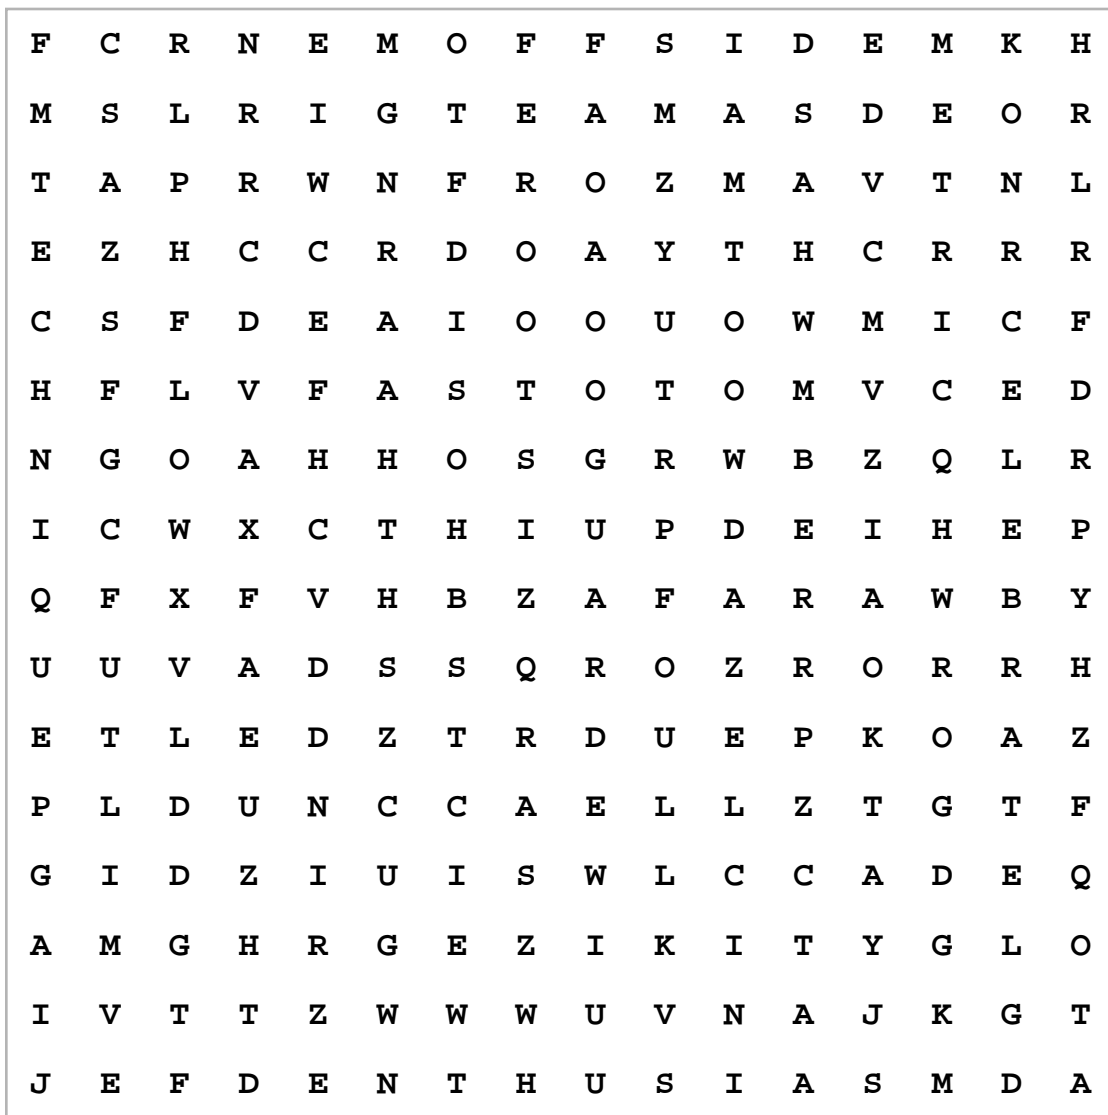 F C R N E M O F F S I D E M K H
M S L R I G T E A M A S D E O R
T A P R W N F R O Z M A V T N L
E Z H C C R D O A Y T H C R R R
C S F D E A I O O U O W M I C F
H F L V F A S T O T O M V C E D
N G O A H H O S G R W B Z Q L R
I C W X C T H I U P D E I H E P
Q F X F V H B Z A F A R A W B Y
U U V A D S S Q R O Z R O R R H
E T L E D Z T R D U E P K O A Z
P L D U N C C A E L L Z T G T F
G I D Z I U I S W L C C A D E Q
A M G H R G E Z I K I T Y G L O
I V T T Z W W W U V N A J K G T
J E F D E N T H U S I A S M D A